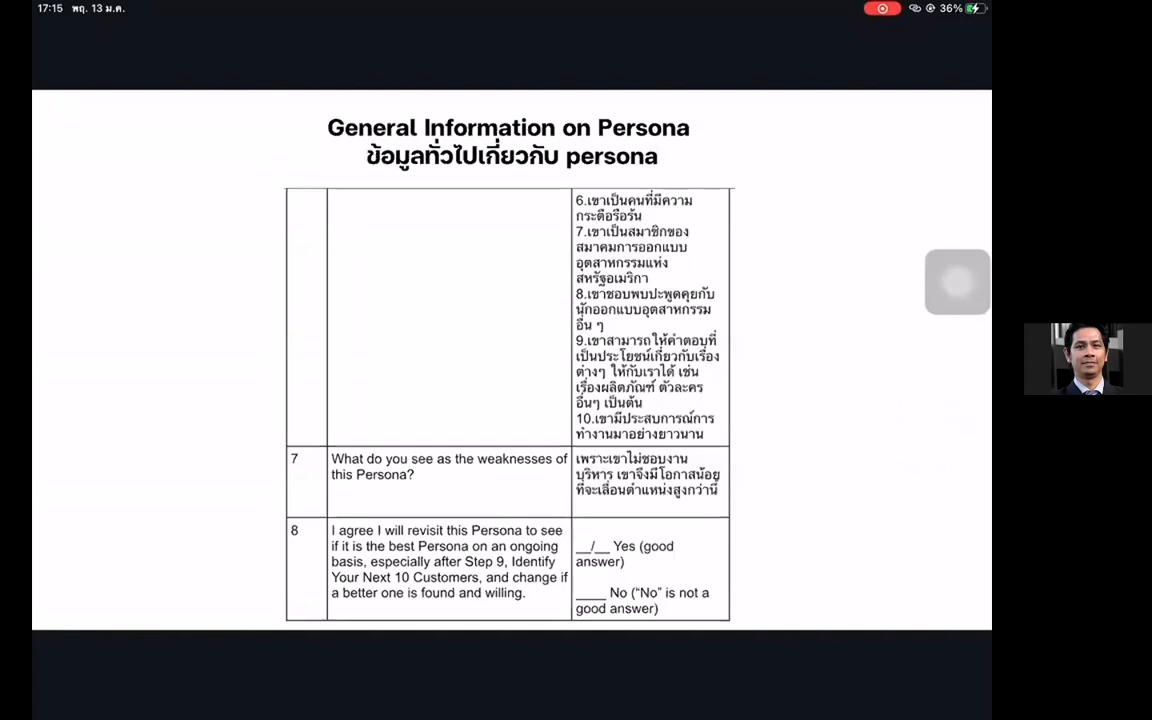 17:15 พฤ. 13 ม.ค.
36%
General Information on Persona
ข้อมูลทั่วไปเกี่ยวกับ persona
6.เขาเป็นคนที่มีความ
กระตือรือร้น
7.เขาเป็นสมาชิกของ
สมาคมการออกแบบ
อุตสาหกรรมแห่ง
สหรัฐอเมริกา
8.เขาชอบพบปะพูดคุยกับ
นักออกแบบอุตสาหกรรม
อื่น ๆ
9.เขาสามารถให้คำตอบที่
เป็นประโยชน์เกี่ยวกับเรื่อง
ต่างๆ ให้กับเราได้ เช่น
เรื่องผลิตภัณฑ์ ตัวละคร
อื่นๆ เป็นต้น
10.เขามีประสบการณ์การ
ทำงานมาอย่างยาวนาน
7
What do you see as the weaknesses of
this Persona?
เพราะเขาไม่ชอบงาน
บริหาร เขาจึงมีโอกาสน้อย
ที่จะเลื่อนตำแหน่งสูงกว่านี้
8
I agree I will revisit this Persona to see
if it is the best Persona on an ongoing
basis, especially after Step 9, Identify
Your Next 10 Customers, and change if
a better one is found and willing.
__/__ Yes (good
answer)
____ No ("No" is not a
good answer)